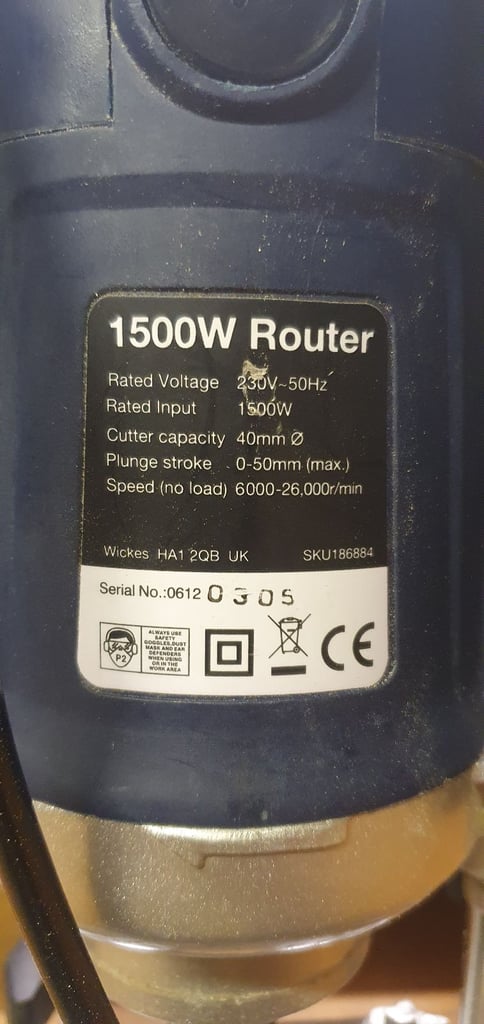 1500W Router
Rated Voltage 230V~50Hz
Rated Input 1500W
Cutter capacity 40mm Ø
Plunge stroke 0-50mm (max.)
Speed (no load) 6000-26,000r/min
Wickes HA1 2QB UK SKU186884
Serial No.:0612 0305
P2
ALWAYS USE
SAFETY
GOGGLES,DUST
MASK AND EAR
DEFENDERS
WHEN USING
OR IN THE
WORK AREA
CE